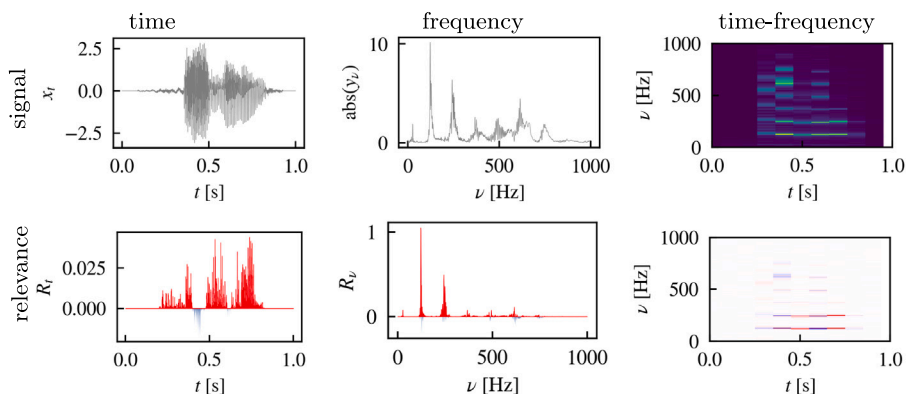 time
frequency
time-frequency
signal
x_t
2.5
0.0
−2.5
0.0
0.5
1.0
t [s]
abs(y_ν)
10
0
0
500
1000
ν [Hz]
ν [Hz]
1000
500
0
0.0
0.5
1.0
t [s]
relevance
R_t
0.025
0.000
0.0
0.5
1.0
t [s]
R_ν
1
0
0
500
1000
ν [Hz]
ν [Hz]
1000
500
0
0.0
0.5
1.0
t [s]